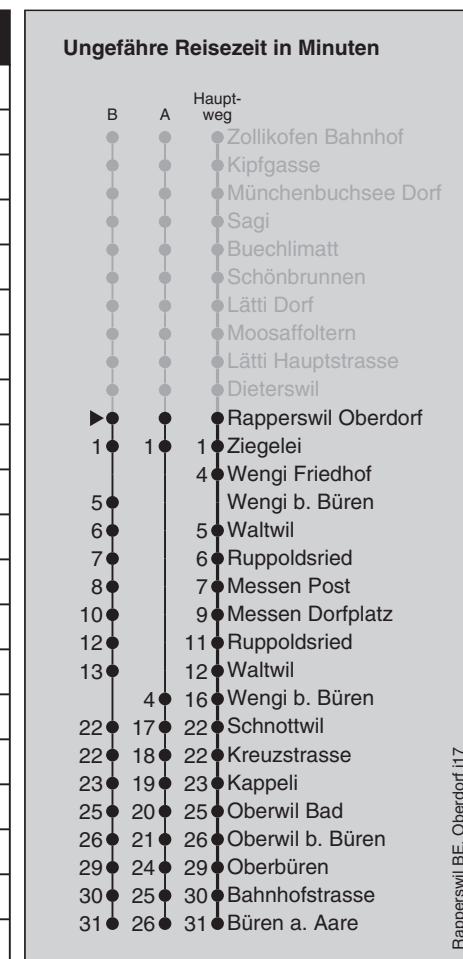 Ungefähre Reisezeit in Minuten
B A Haupt-
weg
Zollikofen Bahnhof
Kipfgasse
Münchenbuchsee Dorf
Sagi
Buechlimatt
Schönbrunnen
Lätti Dorf
Moosaffoltern
Lätti Hauptstrasse
Dieterswil
Rapperswil Oberdorf
1 1 1 Ziegelei
4 Wengi Friedhof
5 Wengi b. Büren
6 5 Waltwil
7 6 Ruppoldsried
8 7 Messen Post
10 9 Messen Dorfplatz
12 11 Ruppoldsried
13 12 Waltwil
4 16 Wengi b. Büren
22 17 22 Schnottwil
22 18 22 Kreuzstrasse
23 19 23 Kappeli
25 20 25 Oberwil Bad
26 21 26 Oberwil b. Büren
29 24 29 Oberbüren
30 25 30 Bahnhofstrasse
31 26 31 Büren a. Aare
Rapperswil BE, Oberdorf i17